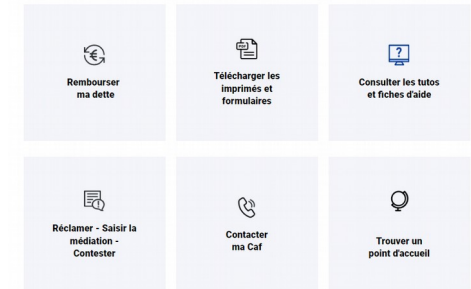 Rembourser
ma dette
PDF
Télécharger les
imprimés et
formulaires
?
Consulter les tutos
et fiches d'aide
Réclamer - Saisir la
médiation -
Contester
Contacter
ma Caf
Trouver un
point d'accueil